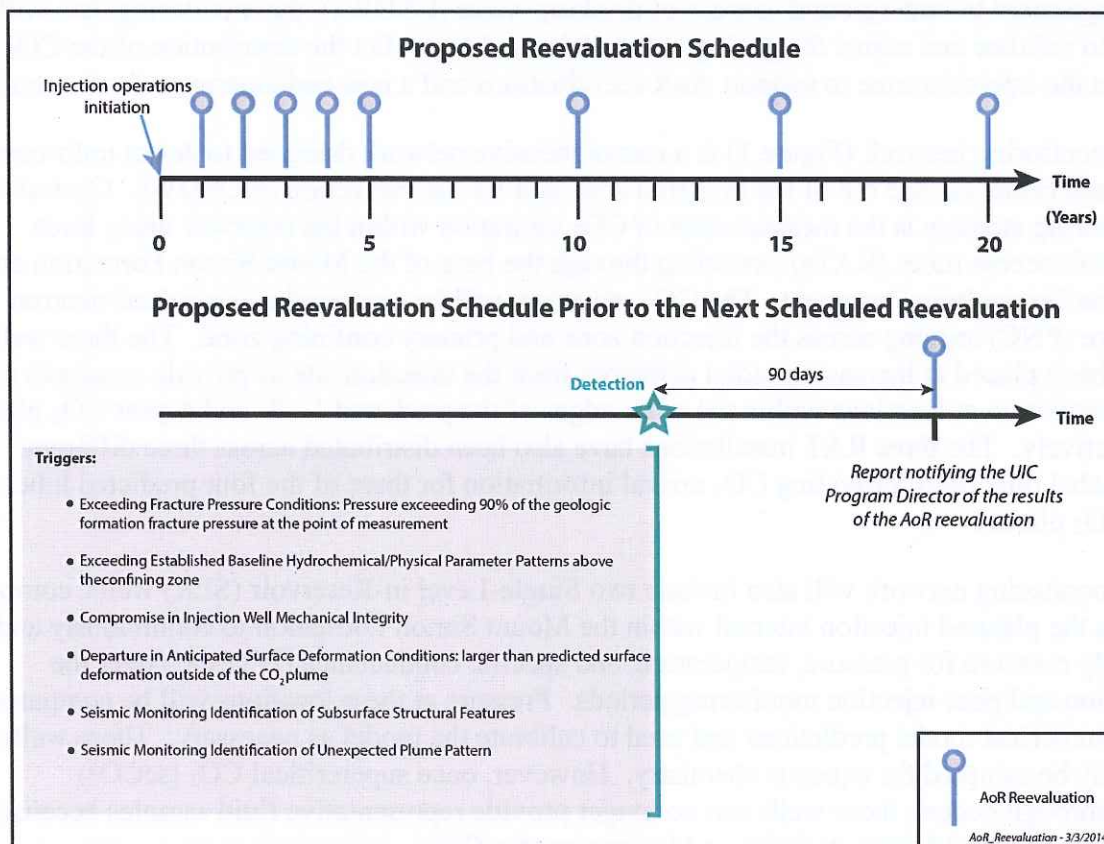 Proposed Reevaluation Schedule
Injection operations
initiation
Time
(Years)
0
5
10
15
20
Proposed Reevaluation Schedule Prior to the Next Scheduled Reevaluation
Detection
90 days
Time
Triggers:
• Exceeding Fracture Pressure Conditions: Pressure exceeeding 90% of the geologic
formation fracture pressure at the point of measurement
• Exceeding Established Baseline Hydrochemical/Physical Parameter Patterns above
theconfining zone
• Compromise in Injection Well Mechanical Integrity
• Departure in Anticipated Surface Deformation Conditions: larger than predicted surface
deformation outside of the CO₂ plume
• Seismic Monitoring Identification of Subsurface Structural Features
• Seismic Monitoring Identification of Unexpected Plume Pattern
Report notifying the UIC
Program Director of the results
of the AoR reevaluation
AoR Reevaluation
AoR_Reevaluation - 3/3/2014